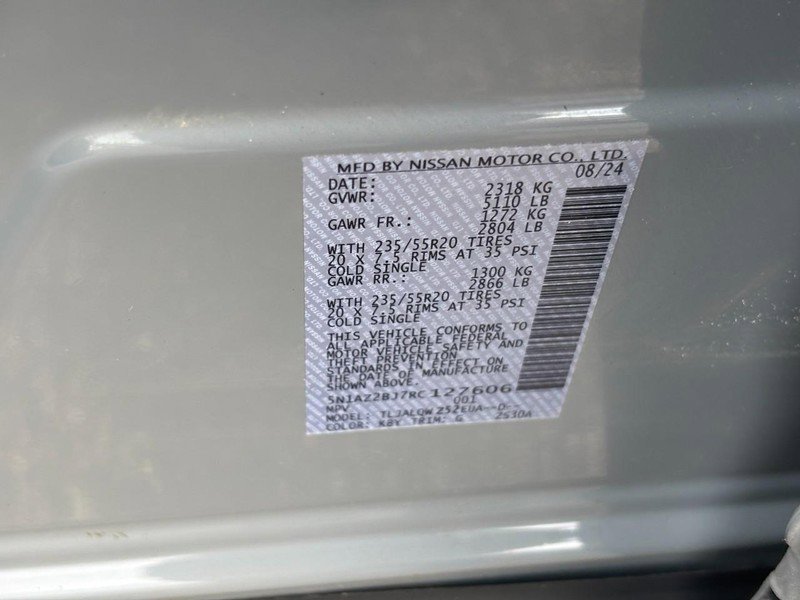 MFD BY NISSAN MOTOR CO., LTD.
DATE: 08/24
GVWR: 2318 KG
5110 LB
GAWR FR.: 1272 KG
2804 LB
WITH 235/55R20 TIRES
20 X 7.5 RIMS AT 35 PSI
COLD SINGLE
GAWR RR.: 1300 KG
2866 LB
WITH 235/55R20 TIRES
20 X 7.5 RIMS AT 35 PSI
COLD SINGLE
THIS VEHICLE CONFORMS TO
ALL APPLICABLE FEDERAL
MOTOR VEHICLE SAFETY AND
THEFT PREVENTION
STANDARDS IN EFFECT ON
THE DATE OF MANUFACTURE
SHOWN ABOVE.
5N1AZ2BJ7RC127606
MPV 001
MODEL: TLJALQW Z52EUA--D--
COLOR: KBY TRIM: G Z530A